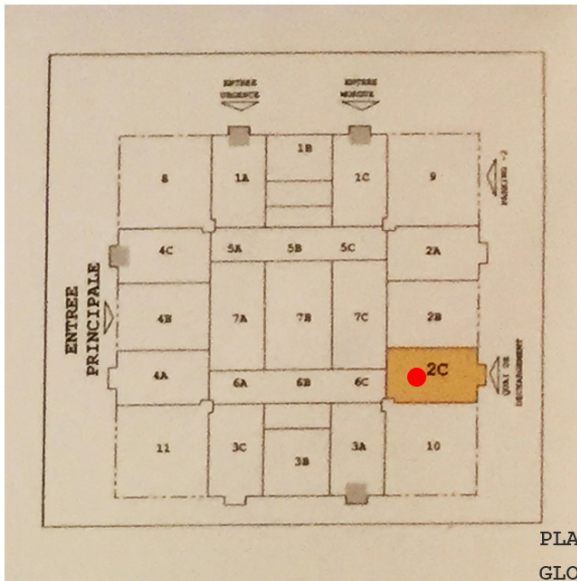 ENTREE
URGENCE
ENTREE
MORGUE
8
1A
1B
1C
9
PARKING -2
4C
5A
5B
5C
2A
ENTREE
PRINCIPALE
4B
7A
7B
7C
2B
4A
6A
6B
6C
2C
QUAI DE
DECHARGEMENT
11
3C
3B
3A
10
PLA
GLO